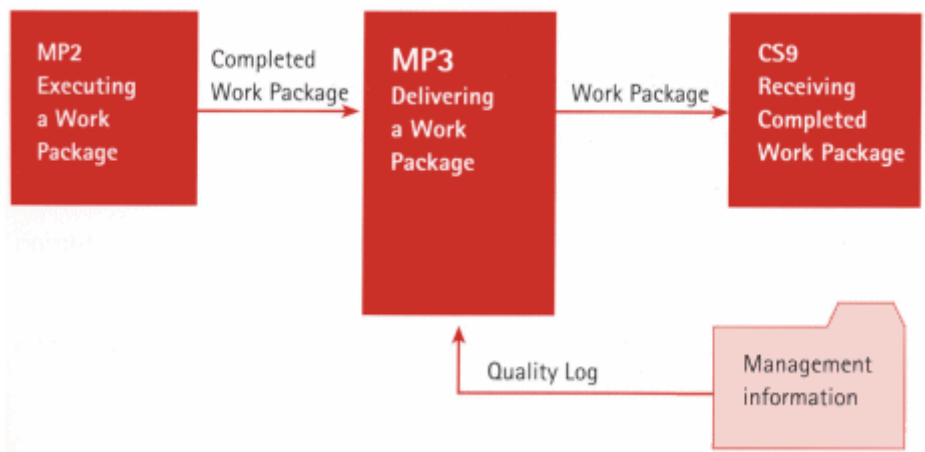 MP2
Executing
a Work
Package
Completed
Work Package
MP3
Delivering
a Work
Package
Work Package
CS9
Receiving
Completed
Work Package
Quality Log
Management
information